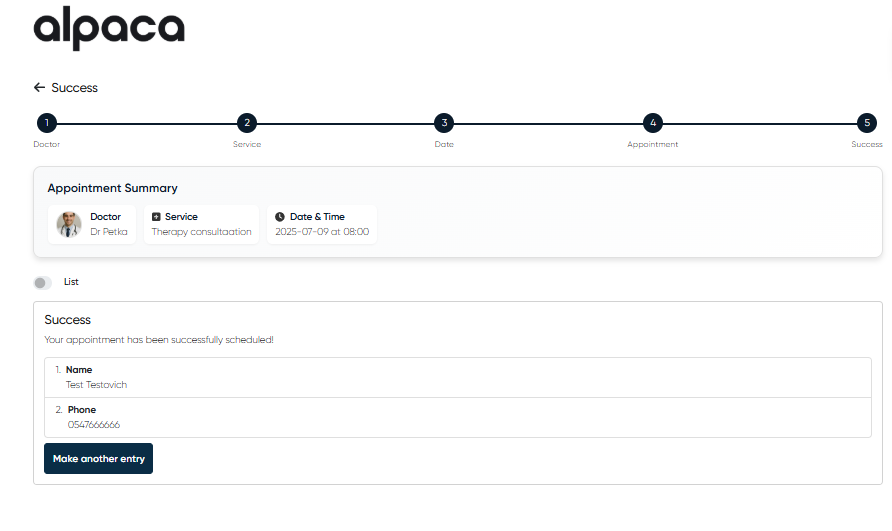 alpaca
← Success
1 2 3 4 5
Doctor Service Date Appointment Success
Appointment Summary
Doctor
Dr Petka
Service
Therapy consultaation
Date & Time
2025-07-09 at 08:00
List
Success
Your appointment has been successfully scheduled!
1. Name
Test Testovich
2. Phone
0547666666
Make another entry